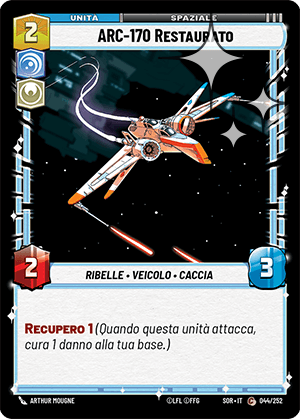 UNITÀ SPAZIALE
2 ARC-170 Restaurato
RIBELLE • VEICOLO • CACCIA
2 3
Recupero 1 (Quando questa unità attacca,
cura 1 danno alla tua base.)
ARTHUR MOUGNE ©LFL ©FFG SOR • IT C 044/252